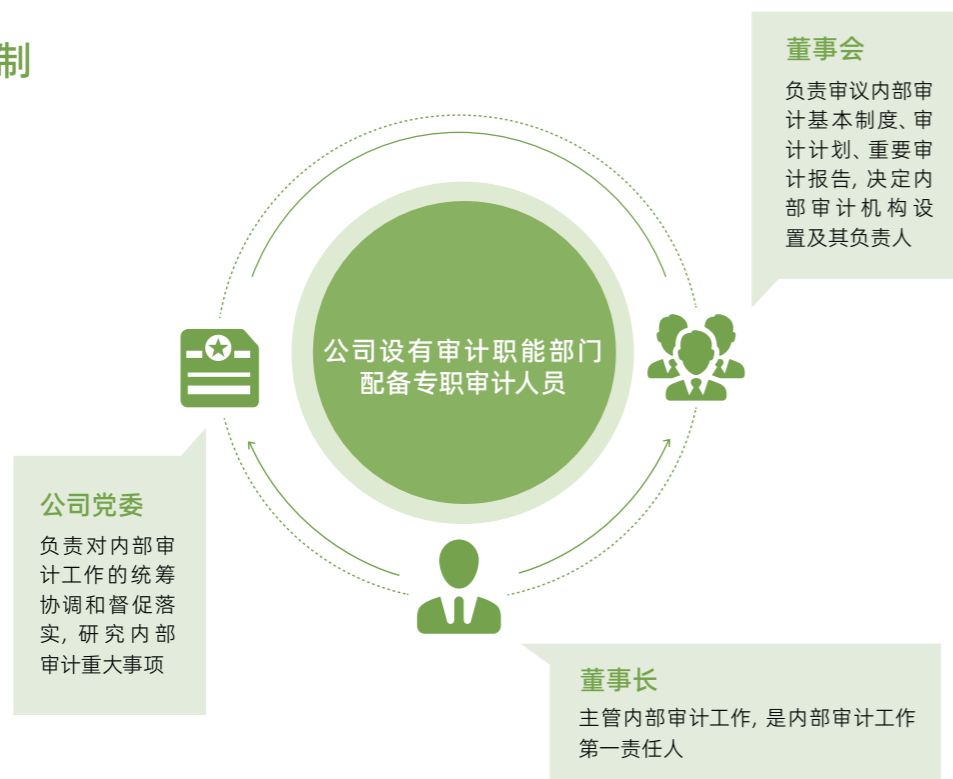 制
董事会
负责审议内部审
计基本制度、审
计计划、重要审
计报告, 决定内
部审计机构设
置及其负责人
公司设有审计职能部门
配备专职审计人员
公司党委
负责对内部审
计工作的统筹
协调和督促落
实, 研究内部
审计重大事项
董事长
主管内部审计工作, 是内部审计工作
第一责任人